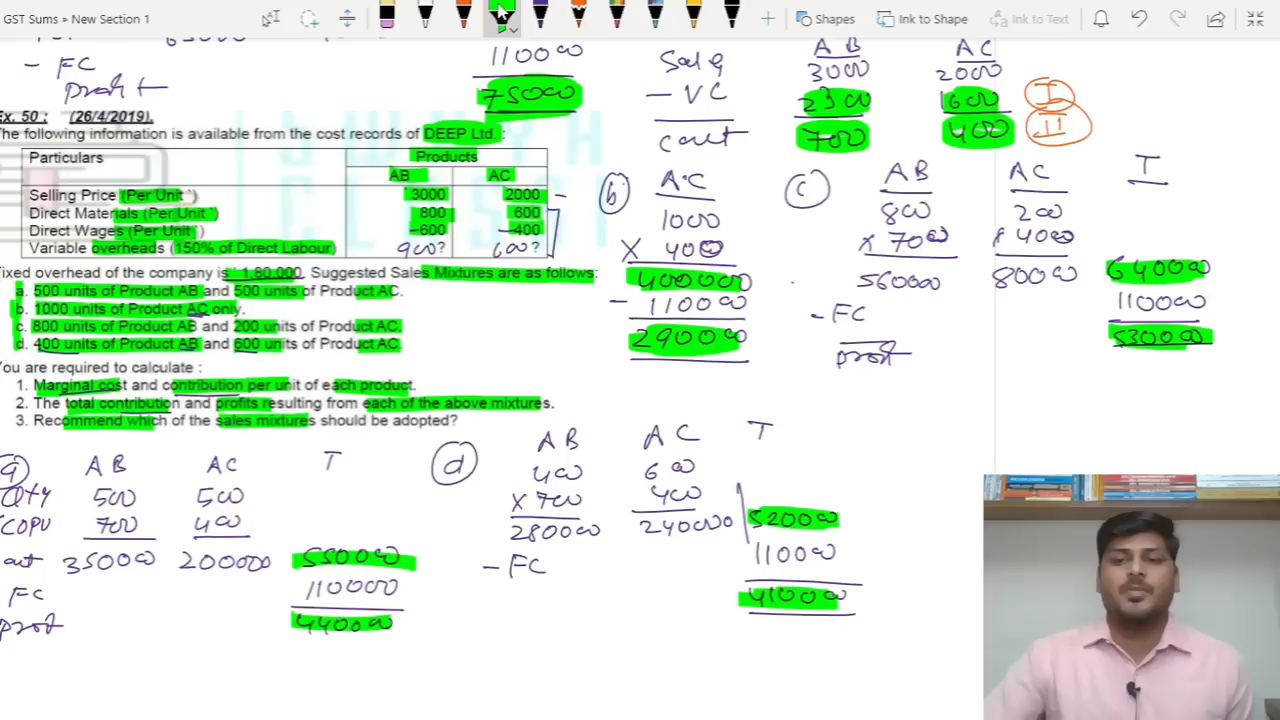 GST Sums » New Section 1
Shapes
Ink to Shape
Ink to Text
- FC
profit
110000
75000
Sales
- VC
cont
AB
3000
2300
700
AC
2000
1600
400
I
II
Ex. 50 : (26/4/2019).
The following information is available from the cost records of DEEP Ltd. :
Particulars Products
AB AC
Selling Price (Per Unit `) `3000 2000
Direct Materials (Per Unit `) 800 600
Direct Wages (Per Unit `) 600 400
Variable overheads (150% of Direct Labour) 900? 600?
Fixed overhead of the company is ` 1,80,000. Suggested Sales Mixtures are as follows:
a. 500 units of Product AB and 500 units of Product AC.
b. 1000 units of Product AC only.
c. 800 units of Product AB and 200 units of Product AC.
d. 400 units of Product AB and 600 units of Product AC.
You are required to calculate :
1. Marginal cost and contribution per unit of each product.
2. The total contribution and profits resulting from each of the above mixtures.
3. Recommend which of the sales mixtures should be adopted?
b AC
1000
X 400
400000
- 110000
290000
c AB AC T
800 200
x 700 x 400
560000 80000 640000
- FC 110000
profit 530000
a AB AC T
Qty 500 500
COPU 700 400
cont 350000 200000 550000
FC 110000
profit 440000
d AB AC T
400 600
x 700 400
280000 240000 520000
- FC 110000
410000